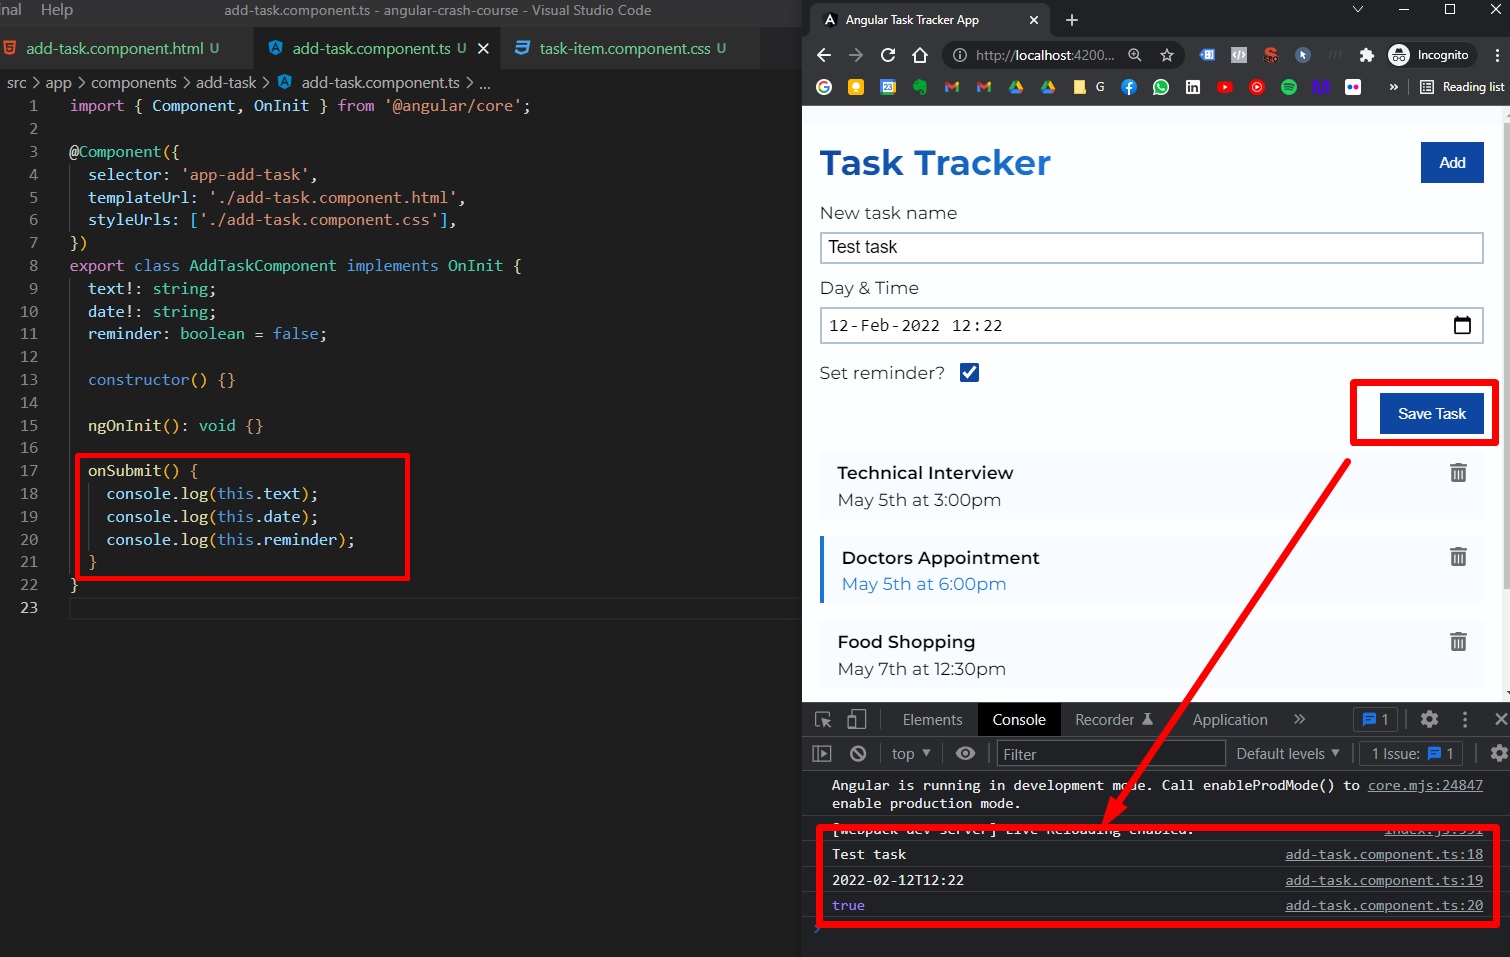 nal Help
add-task.component.ts - angular-crash-course - Visual Studio Code
add-task.component.html U
add-task.component.ts U
task-item.component.css U
src > app > components > add-task > add-task.component.ts > ...
1 import { Component, OnInit } from '@angular/core';
2
3 @Component({
4 selector: 'app-add-task',
5 templateUrl: './add-task.component.html',
6 styleUrls: ['./add-task.component.css'],
7 })
8 export class AddTaskComponent implements OnInit {
9 text!: string;
10 date!: string;
11 reminder: boolean = false;
12
13 constructor() {}
14
15 ngOnInit(): void {}
16
17 onSubmit() {
18 console.log(this.text);
19 console.log(this.date);
20 console.log(this.reminder);
21 }
22 }
23
Angular Task Tracker App
http://localhost:4200...
Incognito
G
Reading list
Task Tracker
Add
New task name
Test task
Day & Time
12-Feb-2022 12:22
Set reminder?
Save Task
Technical Interview
May 5th at 3:00pm
Doctors Appointment
May 5th at 6:00pm
Food Shopping
May 7th at 12:30pm
Elements Console Recorder Application 1
top Filter Default levels 1 Issue: 1
Angular is running in development mode. Call enableProdMode() to core.mjs:24847
enable production mode.
[webpack-dev-server] Live Reloading enabled. index.js:551
Test task add-task.component.ts:18
2022-02-12T12:22 add-task.component.ts:19
true add-task.component.ts:20